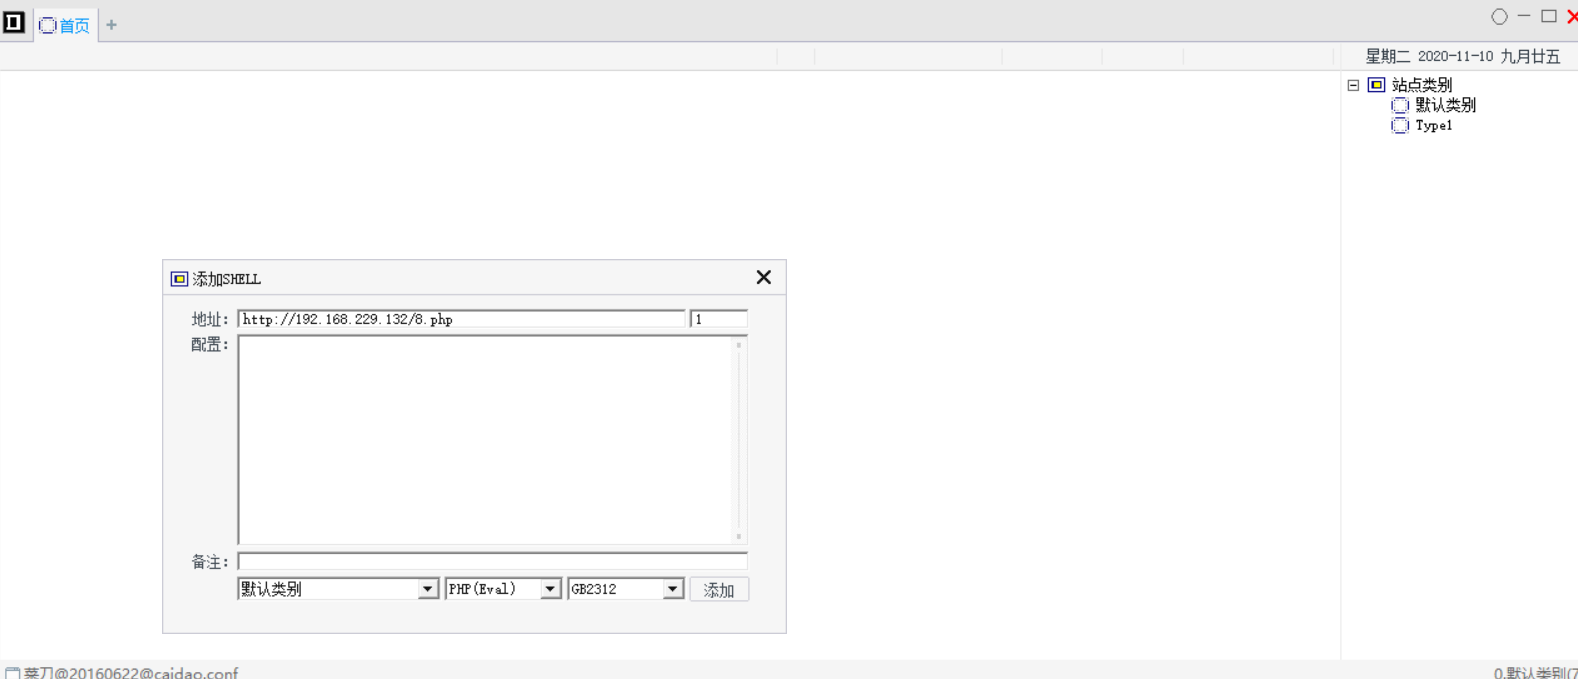 首页 +
星期二 2020-11-10 九月廿五
站点类别
默认类别
Type1
添加SHELL
地址: http://192.168.229.132/8.php 1
配置:
备注:
默认类别 PHP(Eval) GB2312 添加
菜刀@20160622@caidao.conf 0.默认类别(7